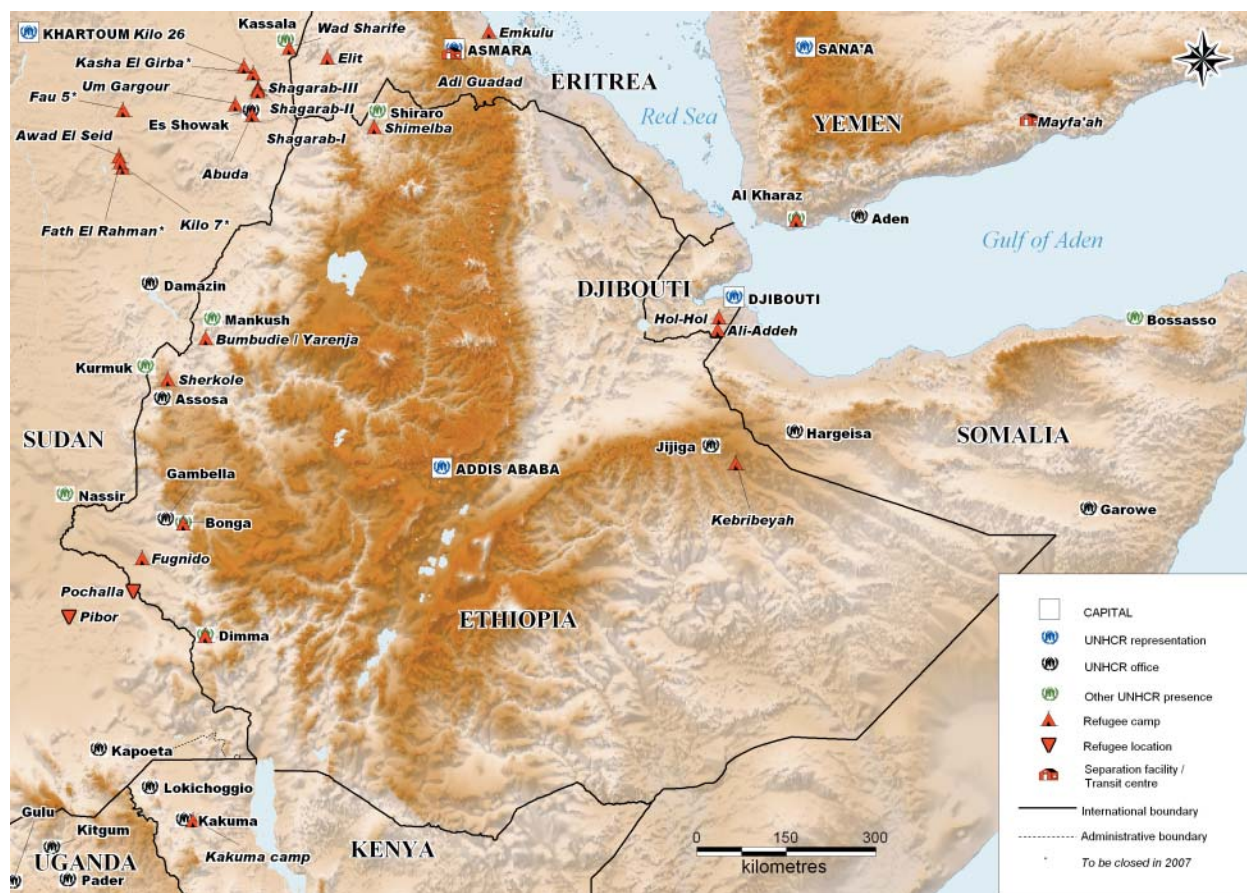 Kassala
Wad Sharife
KHARTOUM
Kilo 26
ASMARA
Emkulu
SANA'A
Kasha El Girba*
Elit
Um Gargour
Shagarab-III
Adi Guadad
ERITREA
Fau 5*
Shagarab-II
Shiraro
Red Sea
YEMEN
Mayfa'ah
Es Showak
Shimelba
Awad El Seid
Shagarab-I
Abuda
Al Kharaz
Kilo 7*
Aden
Fath El Rahman*
Gulf of Aden
Damazin
DJIBOUTI
DJIBOUTI
Mankush
Hol-Hol
Bossasso
Bumbudie / Yarenja
Ali-Addeh
Kurmuk
Sherkole
Assosa
SUDAN
Hargeisa
SOMALIA
Jijiga
Gambella
ADDIS ABABA
Nassir
Kebribeyah
Garowe
Bonga
Fugnido
Pochalla
Pibor
ETHIOPIA
Dimma
Kapoeta
Lokichoggio
Gulu
Kitgum
Kakuma
Kakuma camp
KENYA
UGANDA
Pader
0 150 300
kilometres
CAPITAL
UNHCR representation
UNHCR office
Other UNHCR presence
Refugee camp
Refugee location
Separation facility /
Transit centre
International boundary
Administrative boundary
* To be closed in 2007